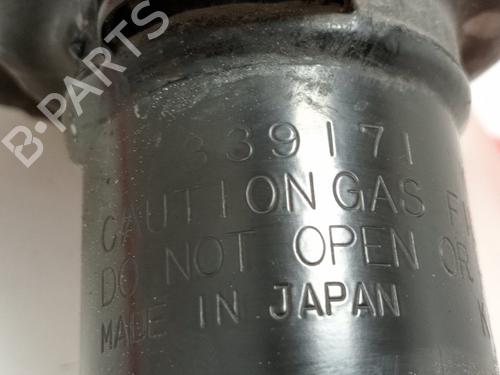 B-PARTS
339171
CAUTION GAS
DO NOT OPEN OR
MADE IN JAPAN